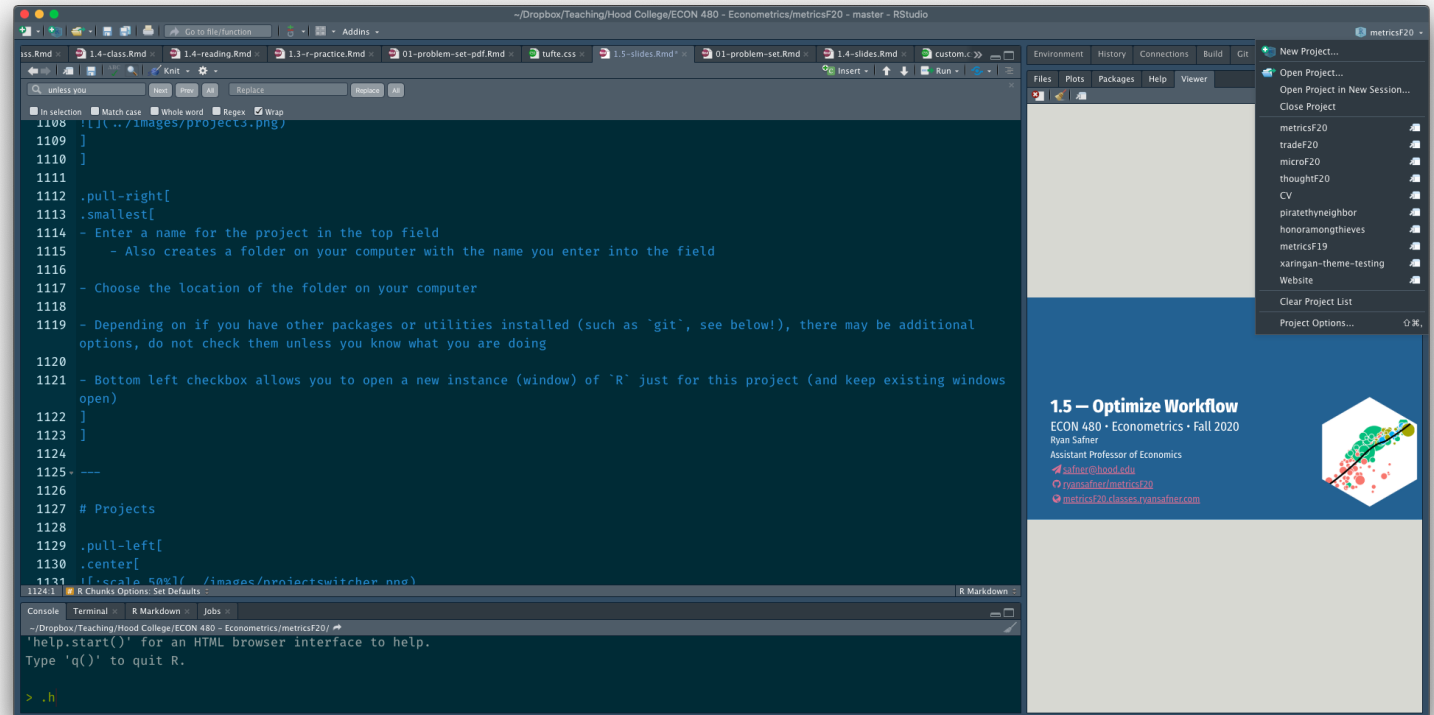 ~/Dropbox/Teaching/Hood College/ECON 480 - Econometrics/metricsF20 - master - RStudio
Go to file/function
Addins
metricsF20
ass.Rmd
1.4-class.Rmd
1.4-reading.Rmd
1.3-r-practice.Rmd
01-problem-set-pdf.Rmd
tufte.css
1.5-slides.Rmd*
01-problem-set.Rmd
1.4-slides.Rmd
custom.c
Knit
Insert
Run
unless you
Next
Prev
All
Replace
Replace
All
In selection
Match case
Whole word
Regex
Wrap
1108 ![](../images/project3.png)
1109 ]
1110 ]
1111
1112 .pull-right[
1113 .smallest[
1114 - Enter a name for the project in the top field
1115 - Also creates a folder on your computer with the name you enter into the field
1116
1117 - Choose the location of the folder on your computer
1118
1119 - Depending on if you have other packages or utilities installed (such as `git`, see below!), there may be additional
options, do not check them unless you know what you are doing
1120
1121 - Bottom left checkbox allows you to open a new instance (window) of `R` just for this project (and keep existing windows
open)
1122 ]
1123 ]
1124
1125 ---
1126
1127 # Projects
1128
1129 .pull-left[
1130 .center[
1131 ![:scale 50%](../images/projectswitcher.png)
1124:1
R Chunks Options: Set Defaults
R Markdown
Console
Terminal
R Markdown
Jobs
~/Dropbox/Teaching/Hood College/ECON 480 - Econometrics/metricsF20/
'help.start()' for an HTML browser interface to help.
Type 'q()' to quit R.
> .h
Environment
History
Connections
Build
Git
Files
Plots
Packages
Help
Viewer
New Project...
Open Project...
Open Project in New Session...
Close Project
metricsF20
tradeF20
microF20
thoughtF20
CV
piratethyneighbor
honoramongthieves
metricsF19
xaringan-theme-testing
Website
Clear Project List
Project Options... ⇧⌘,
1.5 — Optimize Workflow
ECON 480 • Econometrics • Fall 2020
Ryan Safner
Assistant Professor of Economics
safner@hood.edu
ryansafner/metricsF20
metricsF20.classes.ryansafner.com